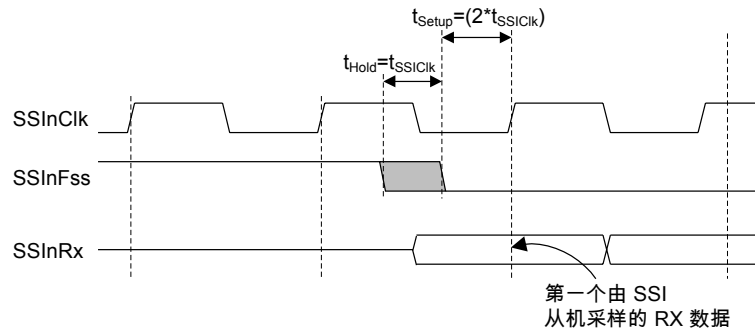 tSetup=(2*tSSIClk)
tHold=tSSIClk
SSInClk
SSInFss
SSInRx
第一个由 SSI
从机采样的 RX 数据